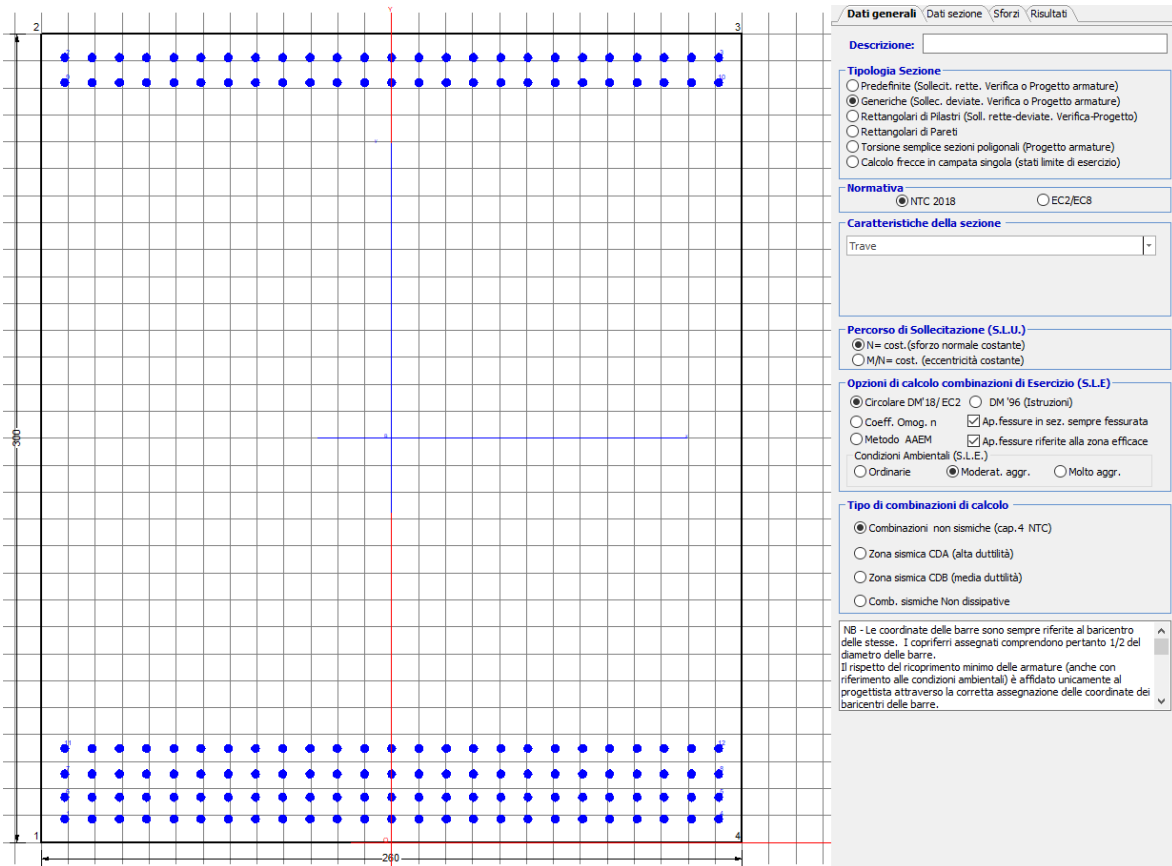 Y
2
3
300
1
4
O
260
10
12
Dati generali
Dati sezione
Sforzi
Risultati
Descrizione:
Tipologia Sezione
Predefinite (Sollecit. rette. Verifica o Progetto armature)
Generiche (Sollec. deviate. Verifica o Progetto armature)
Rettangolari di Pilastri (Soll. rette-deviate. Verifica-Progetto)
Rettangolari di Pareti
Torsione semplice sezioni poligonali (Progetto armature)
Calcolo frecce in campata singola (stati limite di esercizio)
Normativa
NTC 2018
EC2/EC8
Caratteristiche della sezione
Trave
Percorso di Sollecitazione (S.L.U.)
N= cost.(sforzo normale costante)
M/N= cost. (eccentricità costante)
Opzioni di calcolo combinazioni di Esercizio (S.L.E)
Circolare DM'18/ EC2
DM '96 (Istruzioni)
Coeff. Omog. n
Ap.fessure in sez. sempre fessurata
Metodo AAEM
Ap.fessure riferite alla zona efficace
Condizioni Ambientali (S.L.E.)
Ordinarie
Moderat. aggr.
Molto aggr.
Tipo di combinazioni di calcolo
Combinazioni non sismiche (cap.4 NTC)
Zona sismica CDA (alta duttilità)
Zona sismica CDB (media duttilità)
Comb. sismiche Non dissipative
NB - Le coordinate delle barre sono sempre riferite al baricentro
delle stesse. I copriferri assegnati comprendono pertanto 1/2 del
diametro delle barre.
Il rispetto del ricoprimento minimo delle armature (anche con
riferimento alle condizioni ambientali) è affidato unicamente al
progettista attraverso la corretta assegnazione delle coordinate dei
baricentri delle barre.